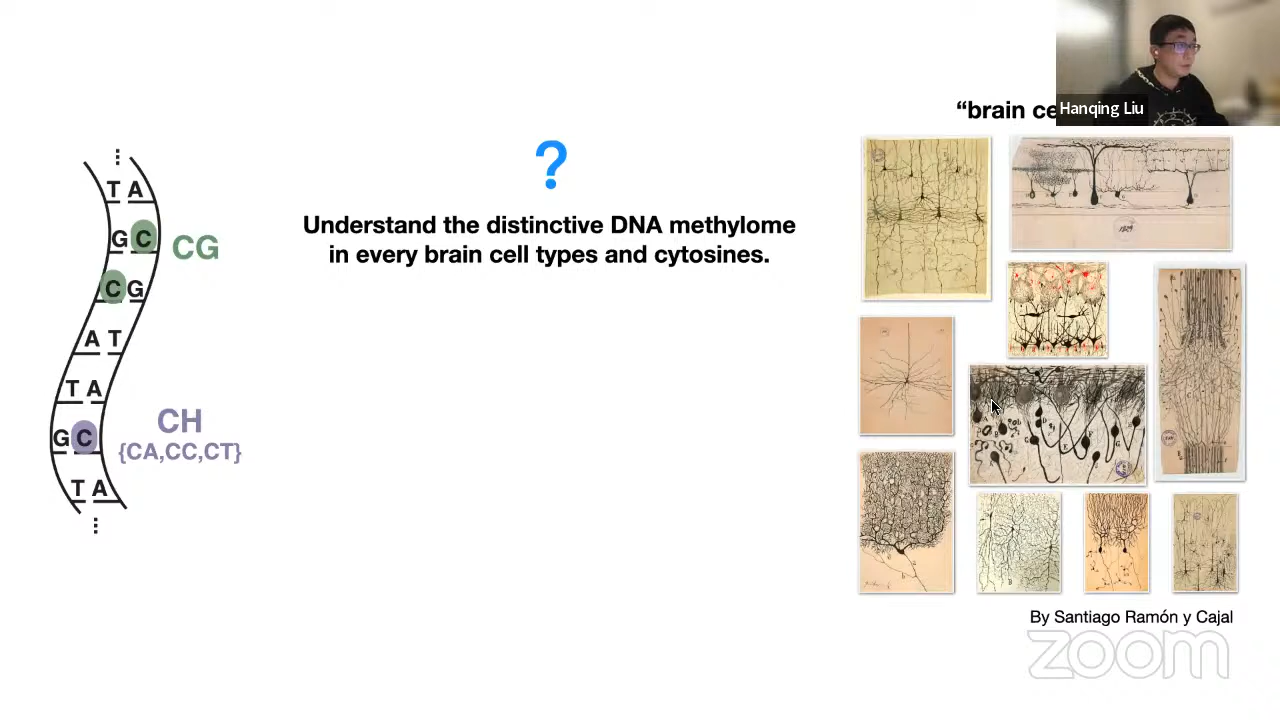 T A
G C
CG
C G
A T
T A
CH
G C
{CA,CC,CT}
T A
?
Understand the distinctive DNA methylome
in every brain cell types and cytosines.
“brain
Hanqing Liu
By Santiago Ramón y Cajal
zoom